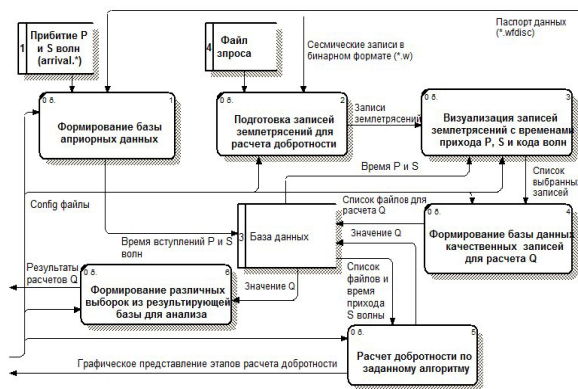 Паспорт данных
(*.wfdisc)
1
Прибитие P
и S волн
(arrival.*)
4
Файл
зпроса
Сесмические записи в
бинарном формате (*.w)
0 в.
1
Формирование базы
априорных данных
0 в.
2
Подготовка записей
землетрясений для
расчета добротности
Записи
землетрясений
0 в.
3
Визуализация записей
землетрясений с временами
прихода P, S и кода волн
Время P и S
Список
выбранных
записей
Config файлы
Список файлов для
расчета Q
3
База данных
Время вступлений P и S
волн
Значение Q
0 в.
4
Формирование базы данных
качественных записей
для расчета Q
Результаты
расчетов Q
0 в.
6
Формирование различных
выборок из результирующей
базы для анализа
Значение Q
Список
файлов и
время
прихода
S волны
0 в.
5
Расчет добротности по
заданному алгоритму
Графическое представление этапов расчета добротности